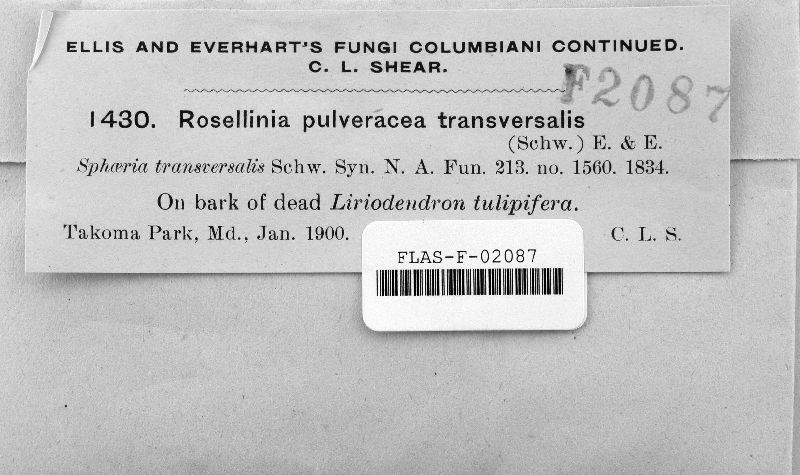 ELLIS AND EVERHART'S FUNGI COLUMBIANI CONTINUED.
C. L. SHEAR.
F2087
1430. Rosellinia pulveracea transversalis
(Schw.) E. & E.
Sphæria transversalis Schw. Syn. N. A. Fun. 213. no. 1560. 1834.
On bark of dead Liriodendron tulipifera.
Takoma Park, Md., Jan. 1900. C. L. S.
FLAS-F-02087